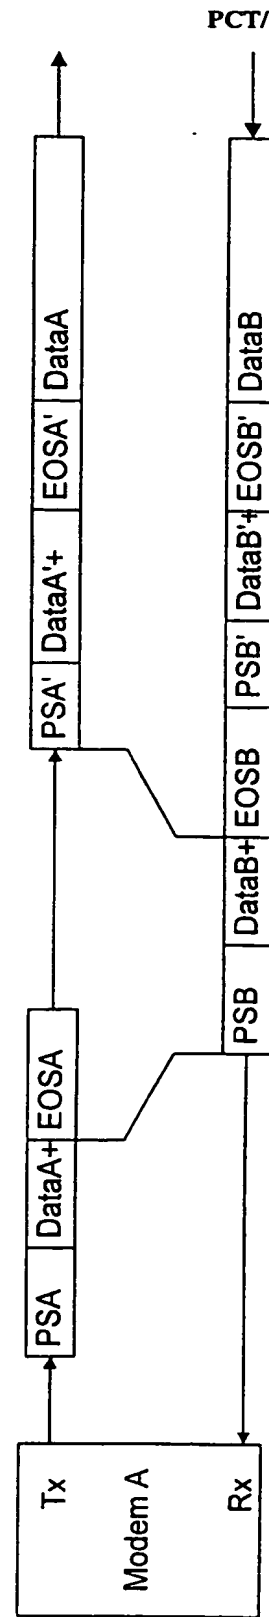 PCT/
Tx
PSA DataA+ EOSA
PSA' DataA'+ EOSA' DataA
Modem A
Rx
PSB DataB+ EOSB PSB' DataB'+ EOSB' DataB